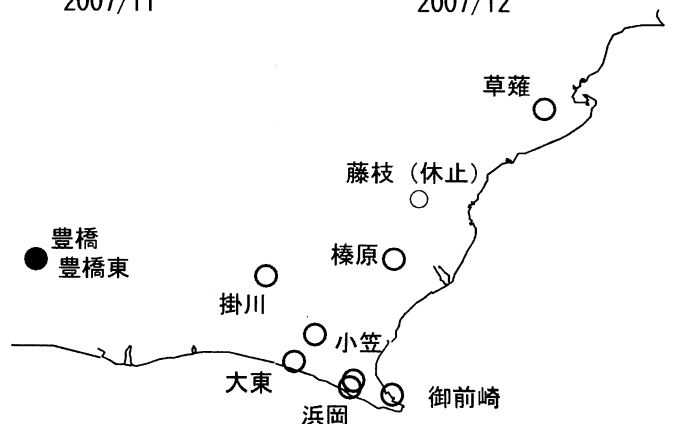 2007/11
2007/12
草薙
藤枝（休止）
豊橋
豊橋東
榛原
掛川
小笠
大東
浜岡
御前崎